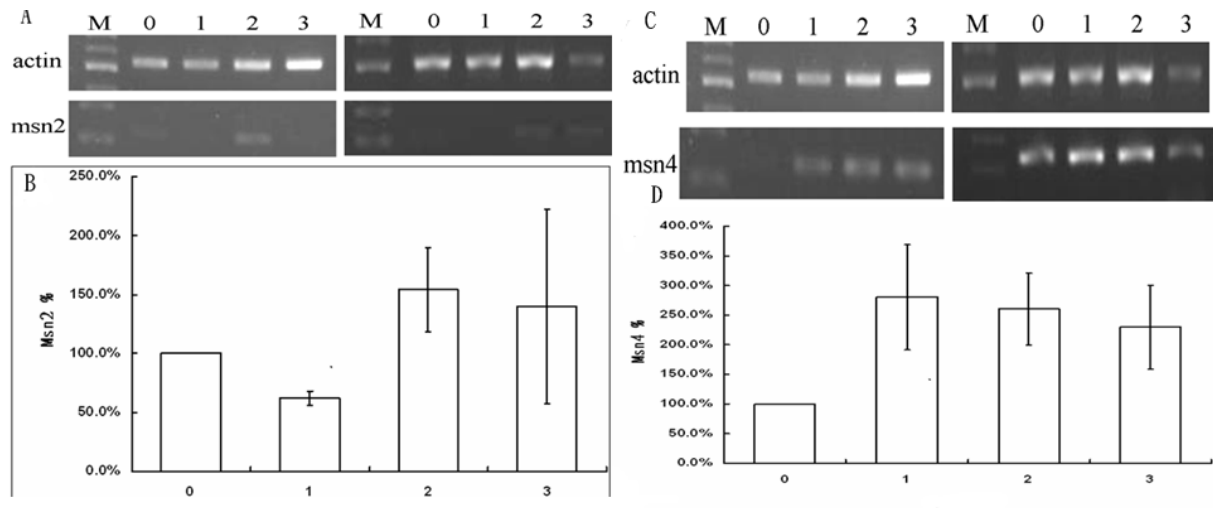 A
M 0 1 2 3 0 1 2 3
actin
msn2
B
250.0%
200.0%
150.0%
100.0%
50.0%
0.0%
Msn2 %
0 1 2 3
C
M 0 1 2 3 M 0 1 2 3
actin
msn4
D
400.0%
350.0%
300.0%
250.0%
200.0%
150.0%
100.0%
50.0%
0.0%
Msn4 %
0 1 2 3